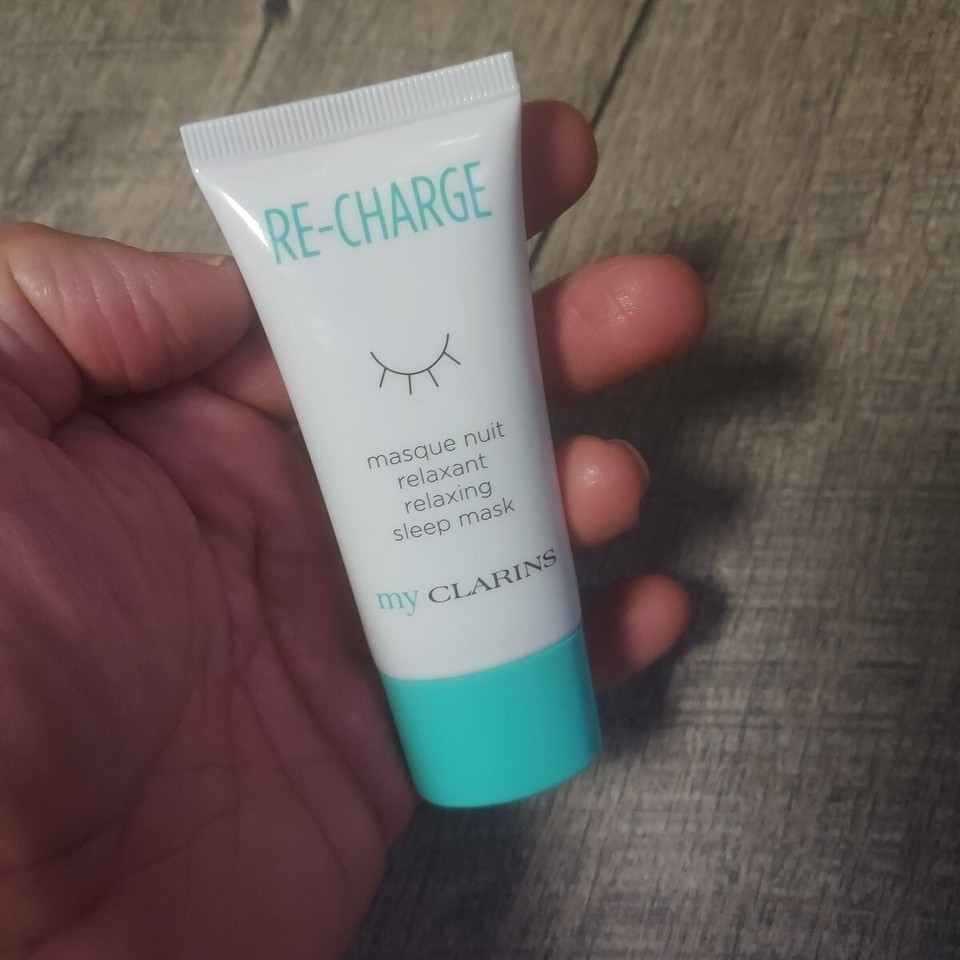 RE-CHARGE
masque nuit
relaxant
relaxing
sleep mask
my CLARINS